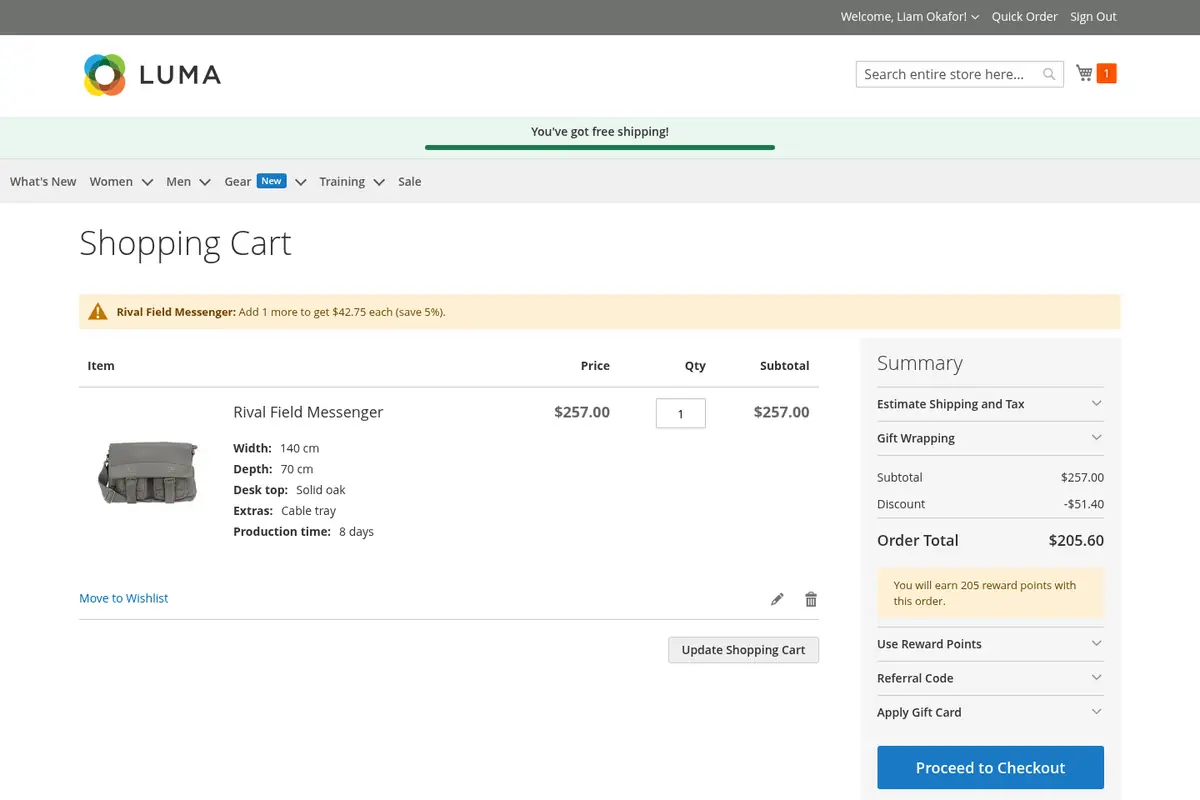 Welcome, Liam Okafor! Quick Order Sign Out
LUMA
Search entire store here...
1
You've got free shipping!
What's New Women Men Gear New Training Sale
Shopping Cart
Rival Field Messenger: Add 1 more to get $42.75 each (save 5%).
Item Price Qty Subtotal
Rival Field Messenger $257.00 1 $257.00
Width: 140 cm
Depth: 70 cm
Desk top: Solid oak
Extras: Cable tray
Production time: 8 days
Move to Wishlist
Update Shopping Cart
Summary
Estimate Shipping and Tax
Gift Wrapping
Subtotal $257.00
Discount -$51.40
Order Total $205.60
You will earn 205 reward points with
this order.
Use Reward Points
Referral Code
Apply Gift Card
Proceed to Checkout